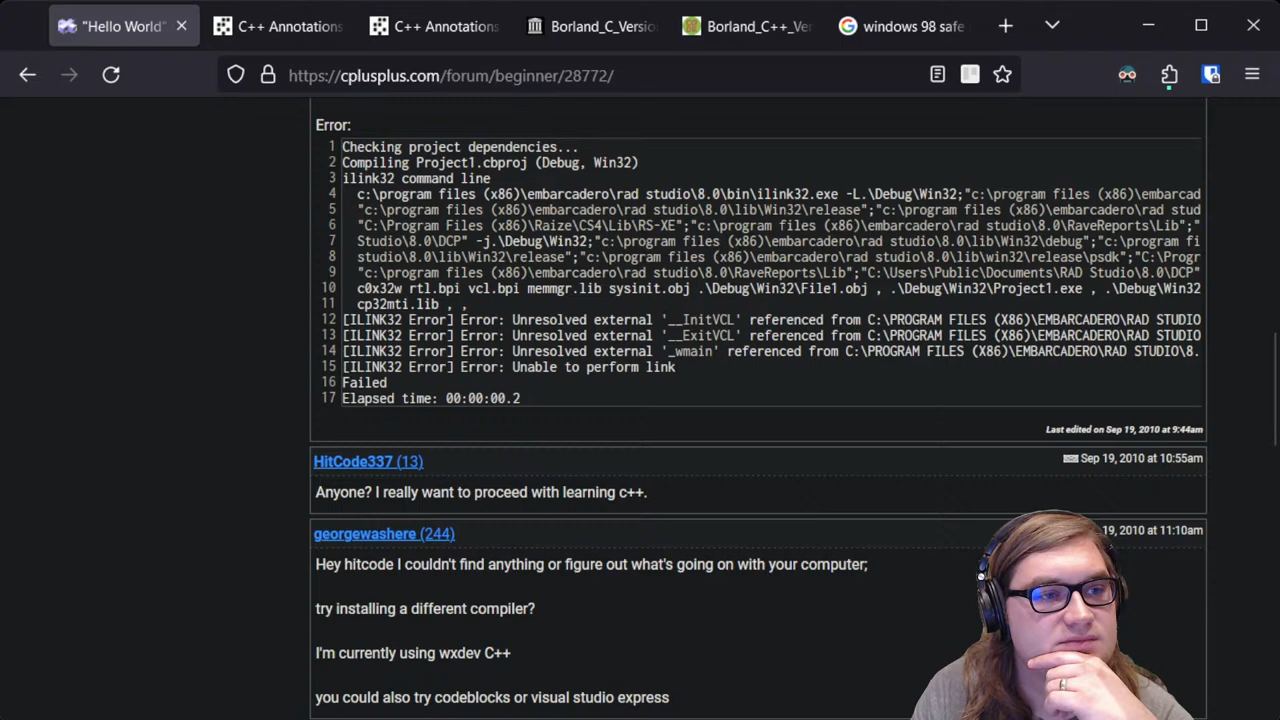 "Hello World"
C++ Annotations
C++ Annotations
Borland_C_Versio
Borland_C++_Ve
windows 98 safe
https://cplusplus.com/forum/beginner/28772/
Error:
1 Checking project dependencies...
2 Compiling Project1.cbproj (Debug, Win32)
3 ilink32 command line
4 c:\program files (x86)\embarcadero\rad studio\8.0\bin\ilink32.exe -L.\Debug\Win32;"c:\program files (x86)\embarcad
5 "c:\program files (x86)\embarcadero\rad studio\8.0\lib\Win32\release";"c:\program files (x86)\embarcadero\rad stud
6 "C:\program files (x86)\Raize\CS4\Lib\RS-XE";"c:\program files (x86)\embarcadero\rad studio\8.0\RaveReports\Lib";"
7 Studio\8.0\DCP" -j.\Debug\Win32;"c:\program files (x86)\embarcadero\rad studio\8.0\lib\Win32\debug";"c:\program fi
8 studio\8.0\lib\Win32\release";"c:\program files (x86)\embarcadero\rad studio\8.0\lib\win32\release\psdk";"C:\Progr
9 "c:\program files (x86)\embarcadero\rad studio\8.0\RaveReports\Lib";"C:\Users\Public\Documents\RAD Studio\8.0\DCP"
10 c0x32w rtl.bpi vcl.bpi memmgr.lib sysinit.obj .\Debug\Win32\File1.obj , .\Debug\Win32\Project1.exe , .\Debug\Win32
11 cp32mti.lib , ,
12 [ILINK32 Error] Error: Unresolved external '__InitVCL' referenced from C:\PROGRAM FILES (X86)\EMBARCADERO\RAD STUDIO
13 [ILINK32 Error] Error: Unresolved external '__ExitVCL' referenced from C:\PROGRAM FILES (X86)\EMBARCADERO\RAD STUDIO
14 [ILINK32 Error] Error: Unresolved external '_wmain' referenced from C:\PROGRAM FILES (X86)\EMBARCADERO\RAD STUDIO\8.
15 [ILINK32 Error] Error: Unable to perform link
16 Failed
17 Elapsed time: 00:00:00.2
Last edited on Sep 19, 2010 at 9:44am
HitCode337 (13)
Sep 19, 2010 at 10:55am
Anyone? I really want to proceed with learning c++.
georgewashere (244)
19, 2010 at 11:10am
Hey hitcode I couldn't find anything or figure out what's going on with your computer;
try installing a different compiler?
I'm currently using wxdev C++
you could also try codeblocks or visual studio express